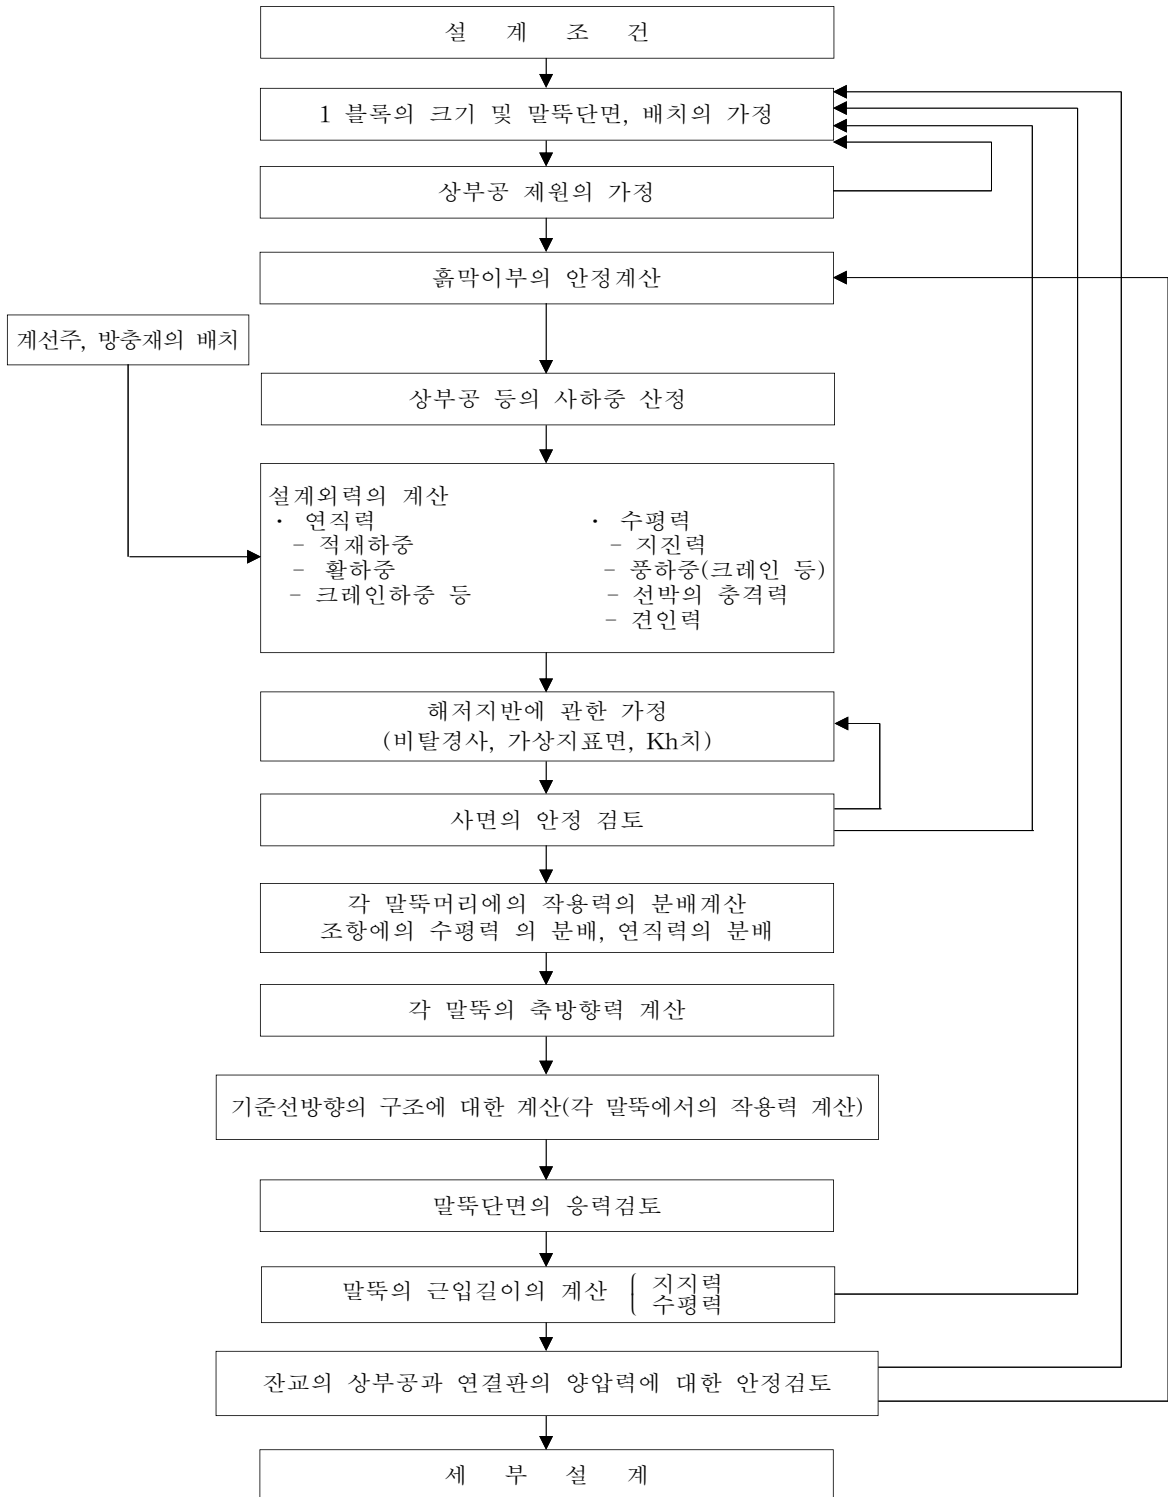 설 계 조 건
1 블록의 크기 및 말뚝단면, 배치의 가정
상부공 제원의 가정
흙막이부의 안정계산
계선주, 방충재의 배치
상부공 등의 사하중 산정
설계외력의 계산
· 연직력
- 적재하중
- 활하중
- 크레인하중 등
· 수평력
- 지진력
- 풍하중(크레인 등)
- 선박의 충격력
- 견인력
해저지반에 관한 가정
(비탈경사, 가상지표면, Kh치)
사면의 안정 검토
각 말뚝머리에의 작용력의 분배계산
조항에의 수평력 의 분배, 연직력의 분배
각 말뚝의 축방향력 계산
기준선방향의 구조에 대한 계산(각 말뚝에서의 작용력 계산)
말뚝단면의 응력검토
말뚝의 근입길이의 계산 { 지지력
수평력
잔교의 상부공과 연결판의 양압력에 대한 안정검토
세 부 설 계